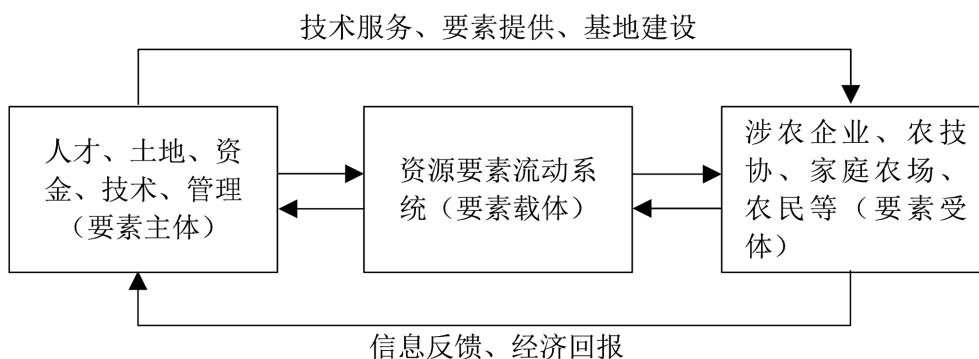 技术服务、要素提供、基地建设
人才、土地、资
金、技术、管理
（要素主体）
资源要素流动系
统（要素载体）
涉农企业、农技
协、家庭农场、
农民等（要素受
体）
信息反馈、经济回报